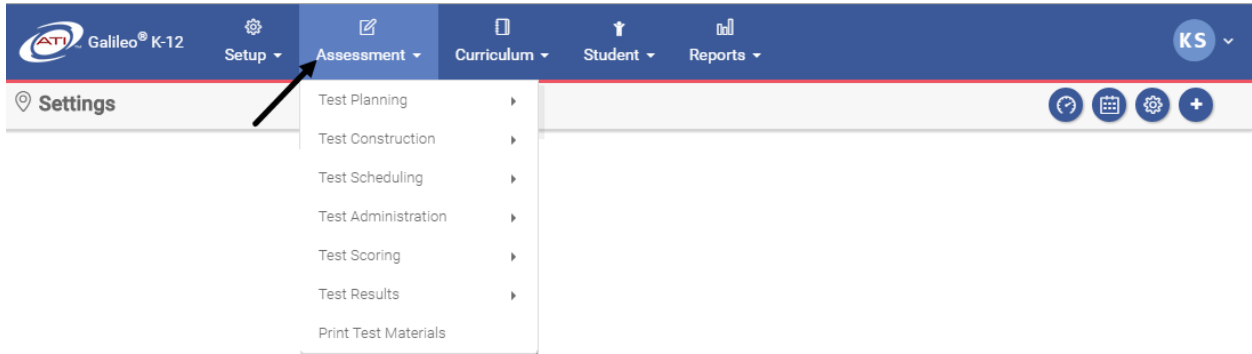 ATI Galileo® K-12
Setup
Assessment
Curriculum
Student
Reports
KS
Settings
Test Planning
Test Construction
Test Scheduling
Test Administration
Test Scoring
Test Results
Print Test Materials